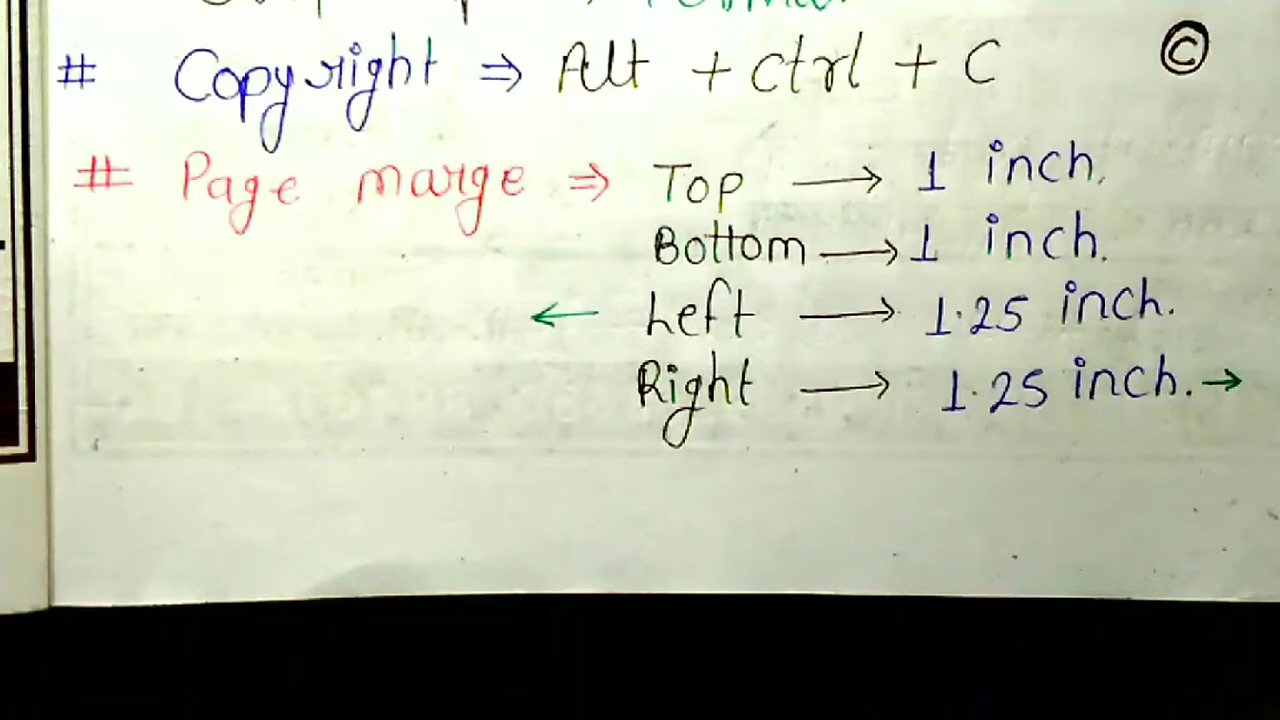 # Copyright ⇒ Alt + Ctrl + C ©
# Page marge ⇒ Top → 1 inch.
Bottom → 1 inch.
← Left → 1.25 inch.
Right → 1.25 inch. →